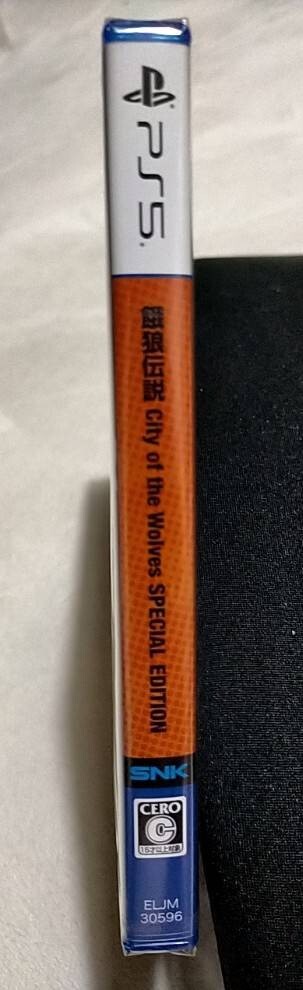 PS5
餓狼伝説 City of the Wolves SPECIAL EDITION
SNK
CERO
C
15才以上対象
ELJM
30596